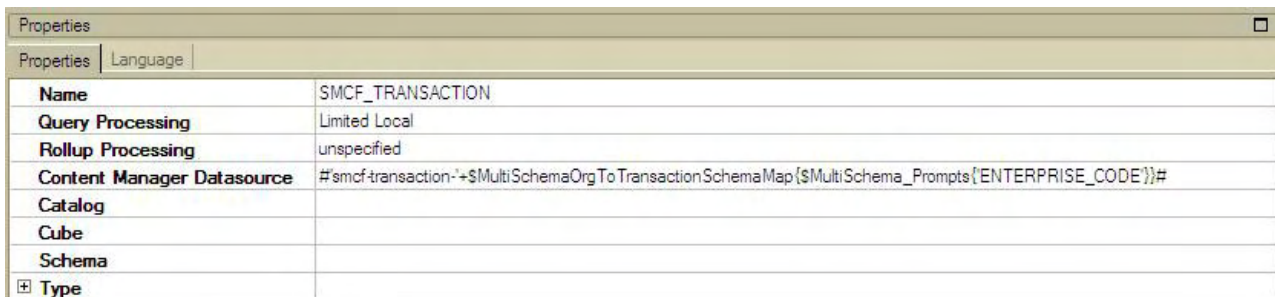 Properties
Properties Language
Name SMCF_TRANSACTION
Query Processing Limited Local
Rollup Processing unspecified
Content Manager Datasource #'smcf-transaction-'+$MultiSchemaOrgToTransactionSchemaMap{$MultiSchema_Prompts{'ENTERPRISE_CODE'}}#
Catalog
Cube
Schema
Type